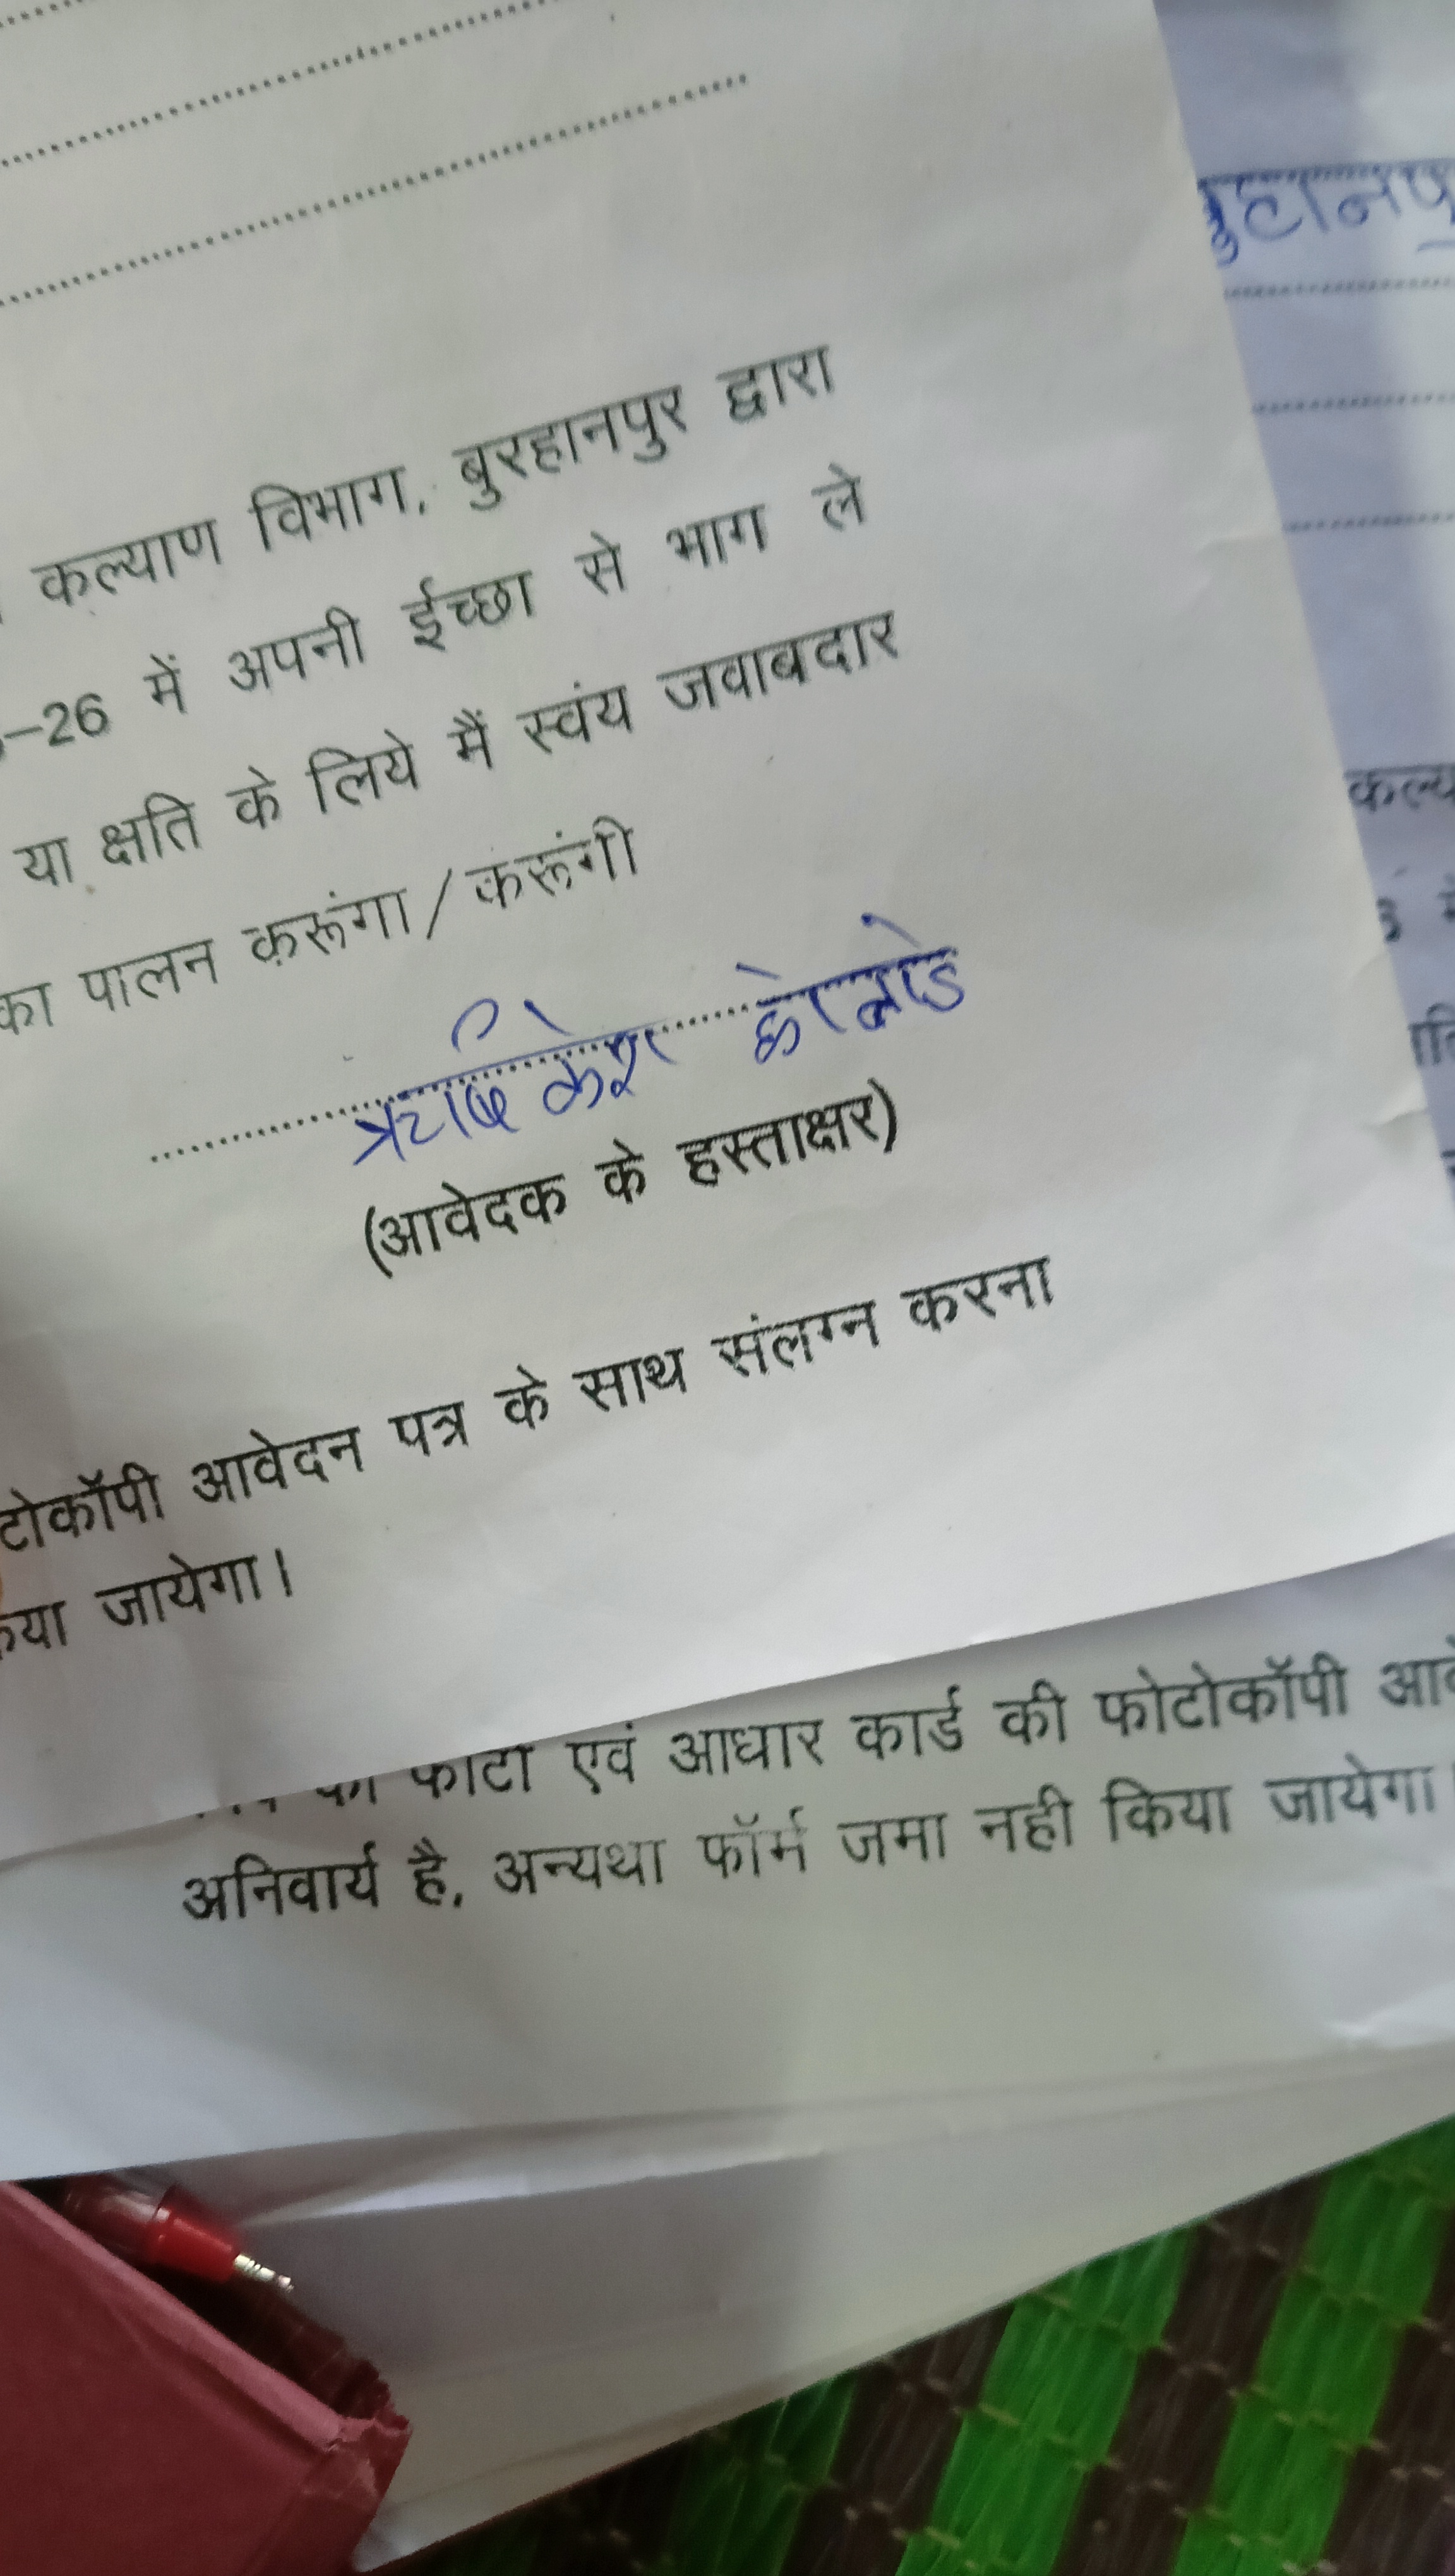 कल्याण विभाग, बुरहानपुर द्वारा
-26 में अपनी ईच्छा से भाग ले
या क्षति के लिये मैं स्वंय जवाबदार
का पालन करूंगा/करूंगी
(आवेदक के हस्ताक्षर)
टोकॉपी आवेदन पत्र के साथ संलग्न करना
जायेगा।
एवं आधार कार्ड की फोटोकॉपी
अनिवार्य है, अन्यथा फॉर्म जमा नही किया जायेगा